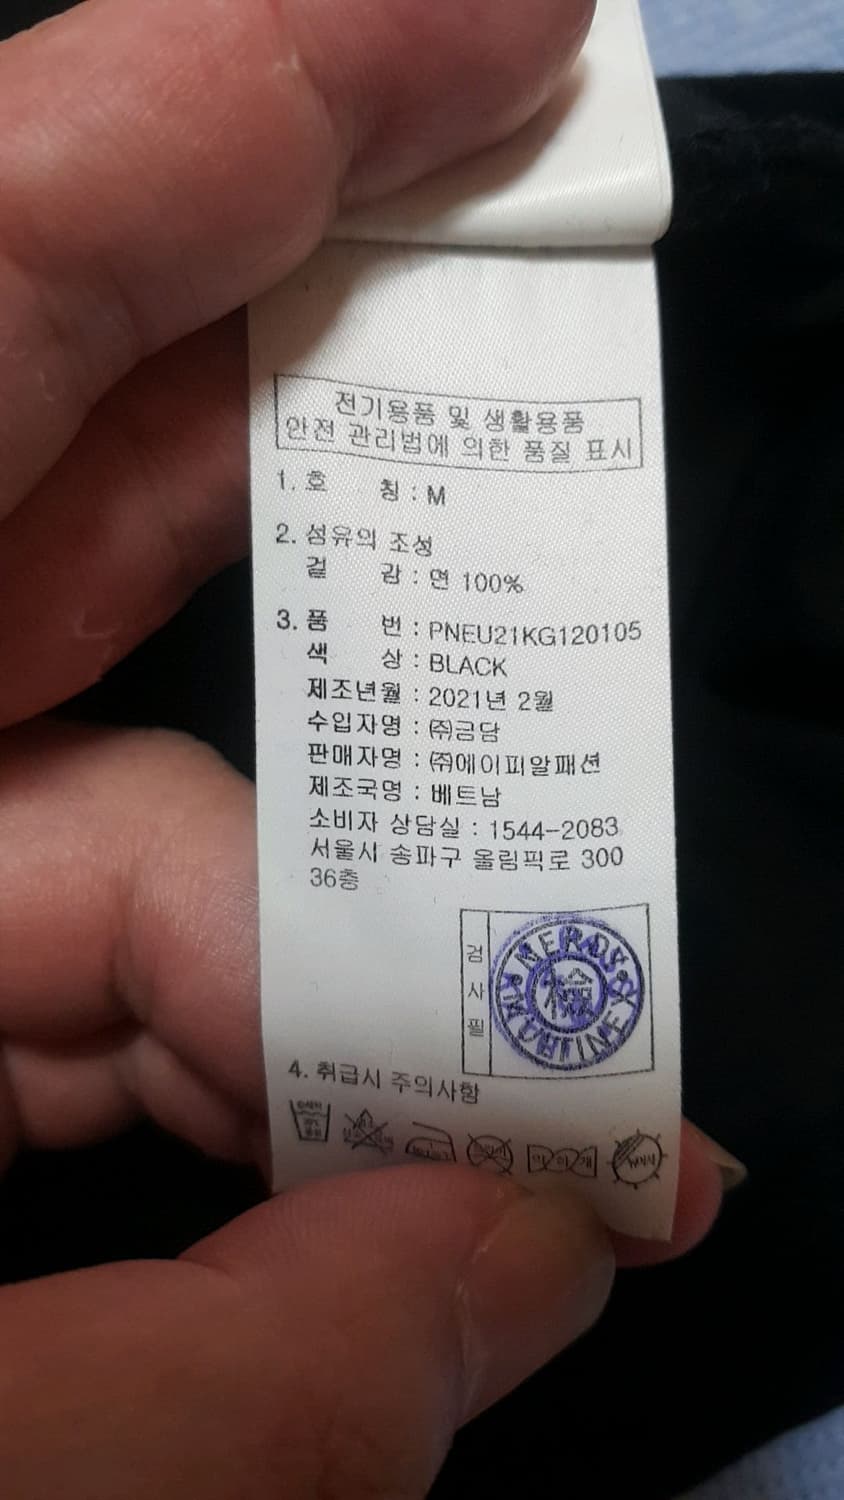 전기용품 및 생활용품
안전 관리법에 의한 품질 표시
1. 호 칭 : M
2. 섬유의 조성
겉 감 : 면 100%
3. 품 번 : PNEU21KG120105
색 상 : BLACK
제조년월 : 2021년 2월
수입자명 : ㈜금담
판매자명 : ㈜에이피알패션
제조국명 : 베트남
소비자 상담실 : 1544-2083
서울시 송파구 올림픽로 300
36층
검사필
NERDY
檢
4. 취급시 주의사항